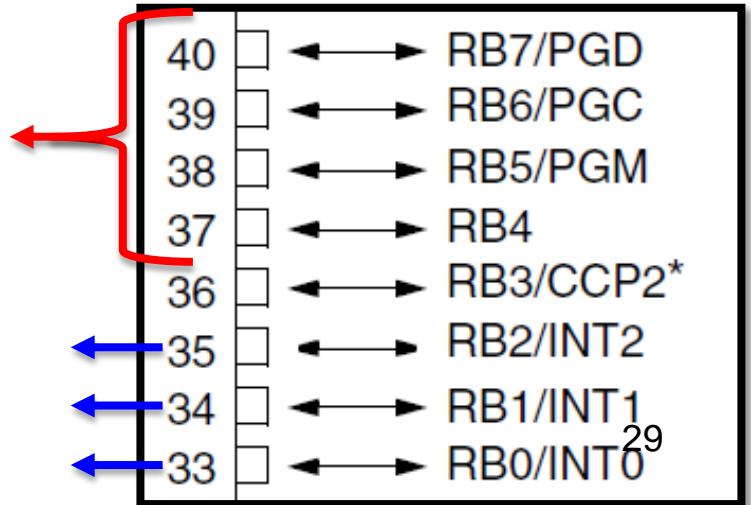 40 RB7/PGD
39 RB6/PGC
38 RB5/PGM
37 RB4
36 RB3/CCP2*
35 RB2/INT2
34 RB1/INT1
29
33 RB0/INT0